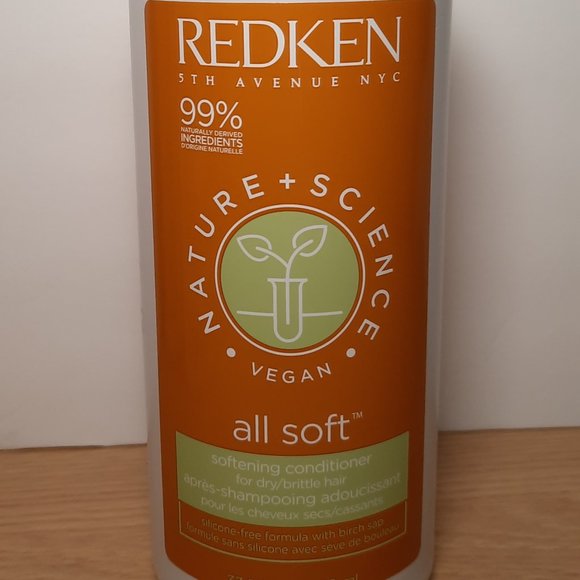 REDKEN
5TH AVENUE NYC
99%
NATURALLY DERIVED
INGREDIENTS
D'ORIGINE NATURELLE
NATURE + SCIENCE
• VEGAN •
all soft™
softening conditioner
for dry/brittle hair
après-shampooing adoucissant
pour les cheveux secs/cassants
silicone-free formula with birch sap
formule sans silicone avec sève de bouleau